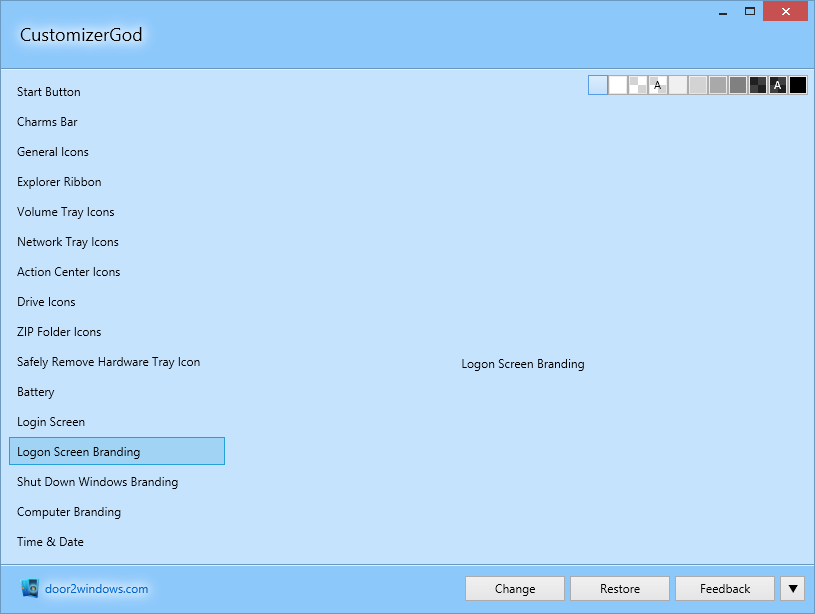 CustomizerGod
A
A
Start Button
Charms Bar
General Icons
Explorer Ribbon
Volume Tray Icons
Network Tray Icons
Action Center Icons
Drive Icons
ZIP Folder Icons
Safely Remove Hardware Tray Icon
Battery
Login Screen
Logon Screen Branding
Shut Down Windows Branding
Computer Branding
Time & Date
Logon Screen Branding
door2windows.com
Change
Restore
Feedback